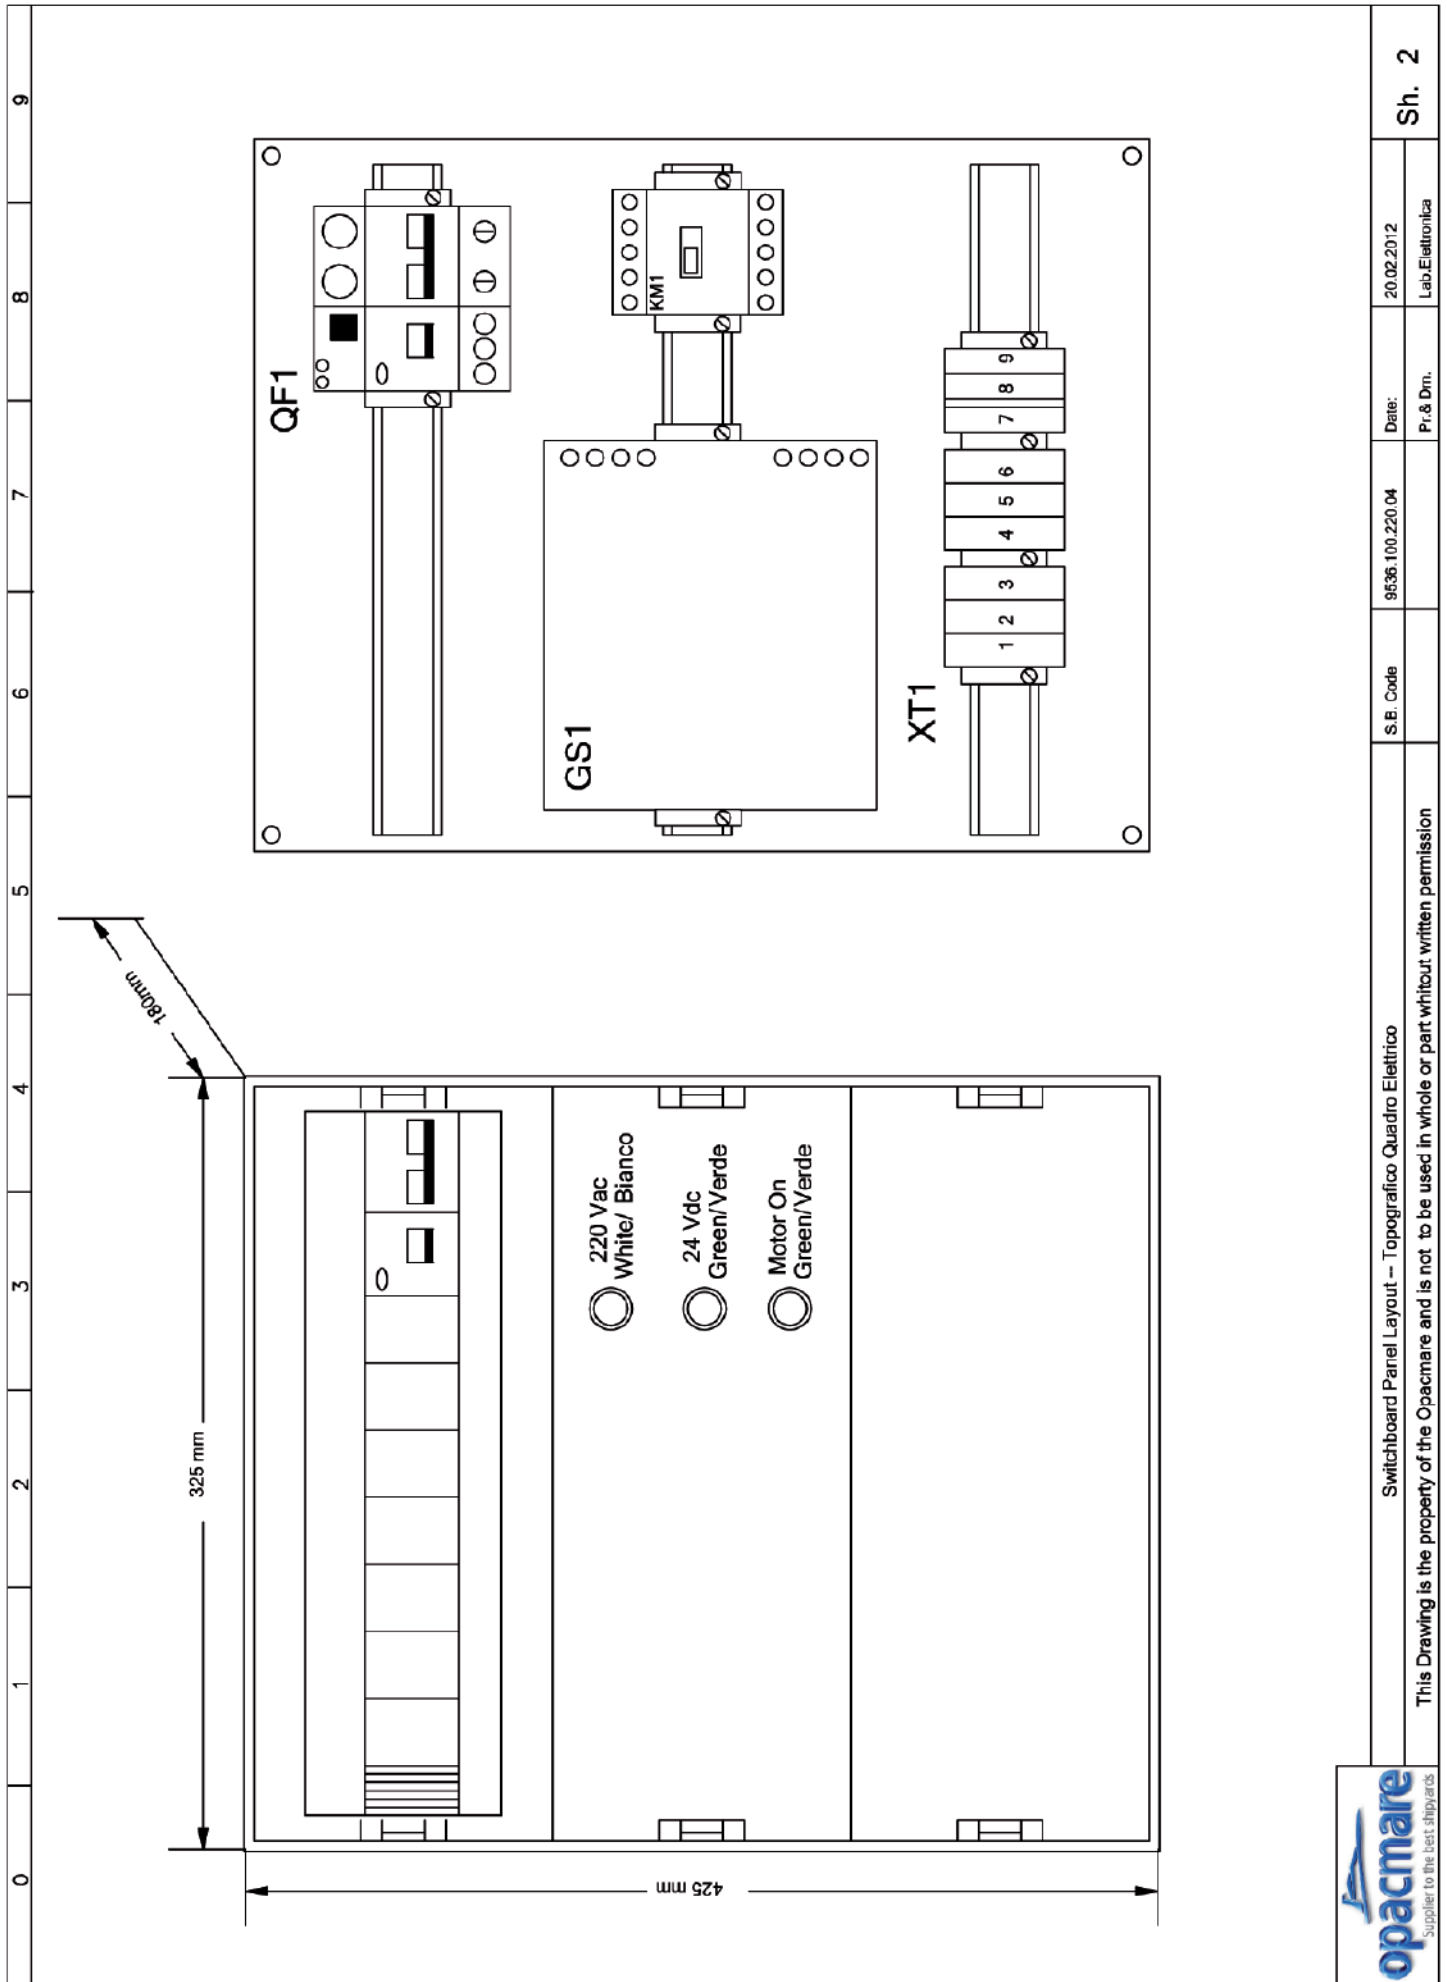 0 1 2 3 4 5 6 7 8 9
325 mm
180mm
425 mm
220 Vac
White/ Bianco
24 Vdc
Green/Verde
Motor On
Green/Verde
QF1
GS1
KM1
XT1
1 2 3 4 5 6 7 8 9
opacmare
Supplier to the best shipyards
Switchboard Panel Layout -- Topografico Quadro Elettrico
S.B. Code
9536.100.220.04
Date:
20.02.2012
Sh. 2
This Drawing is the property of the Opacmare and is not to be used in whole or part whitout written permission
Pr.& Drn.
Lab.Elettronica